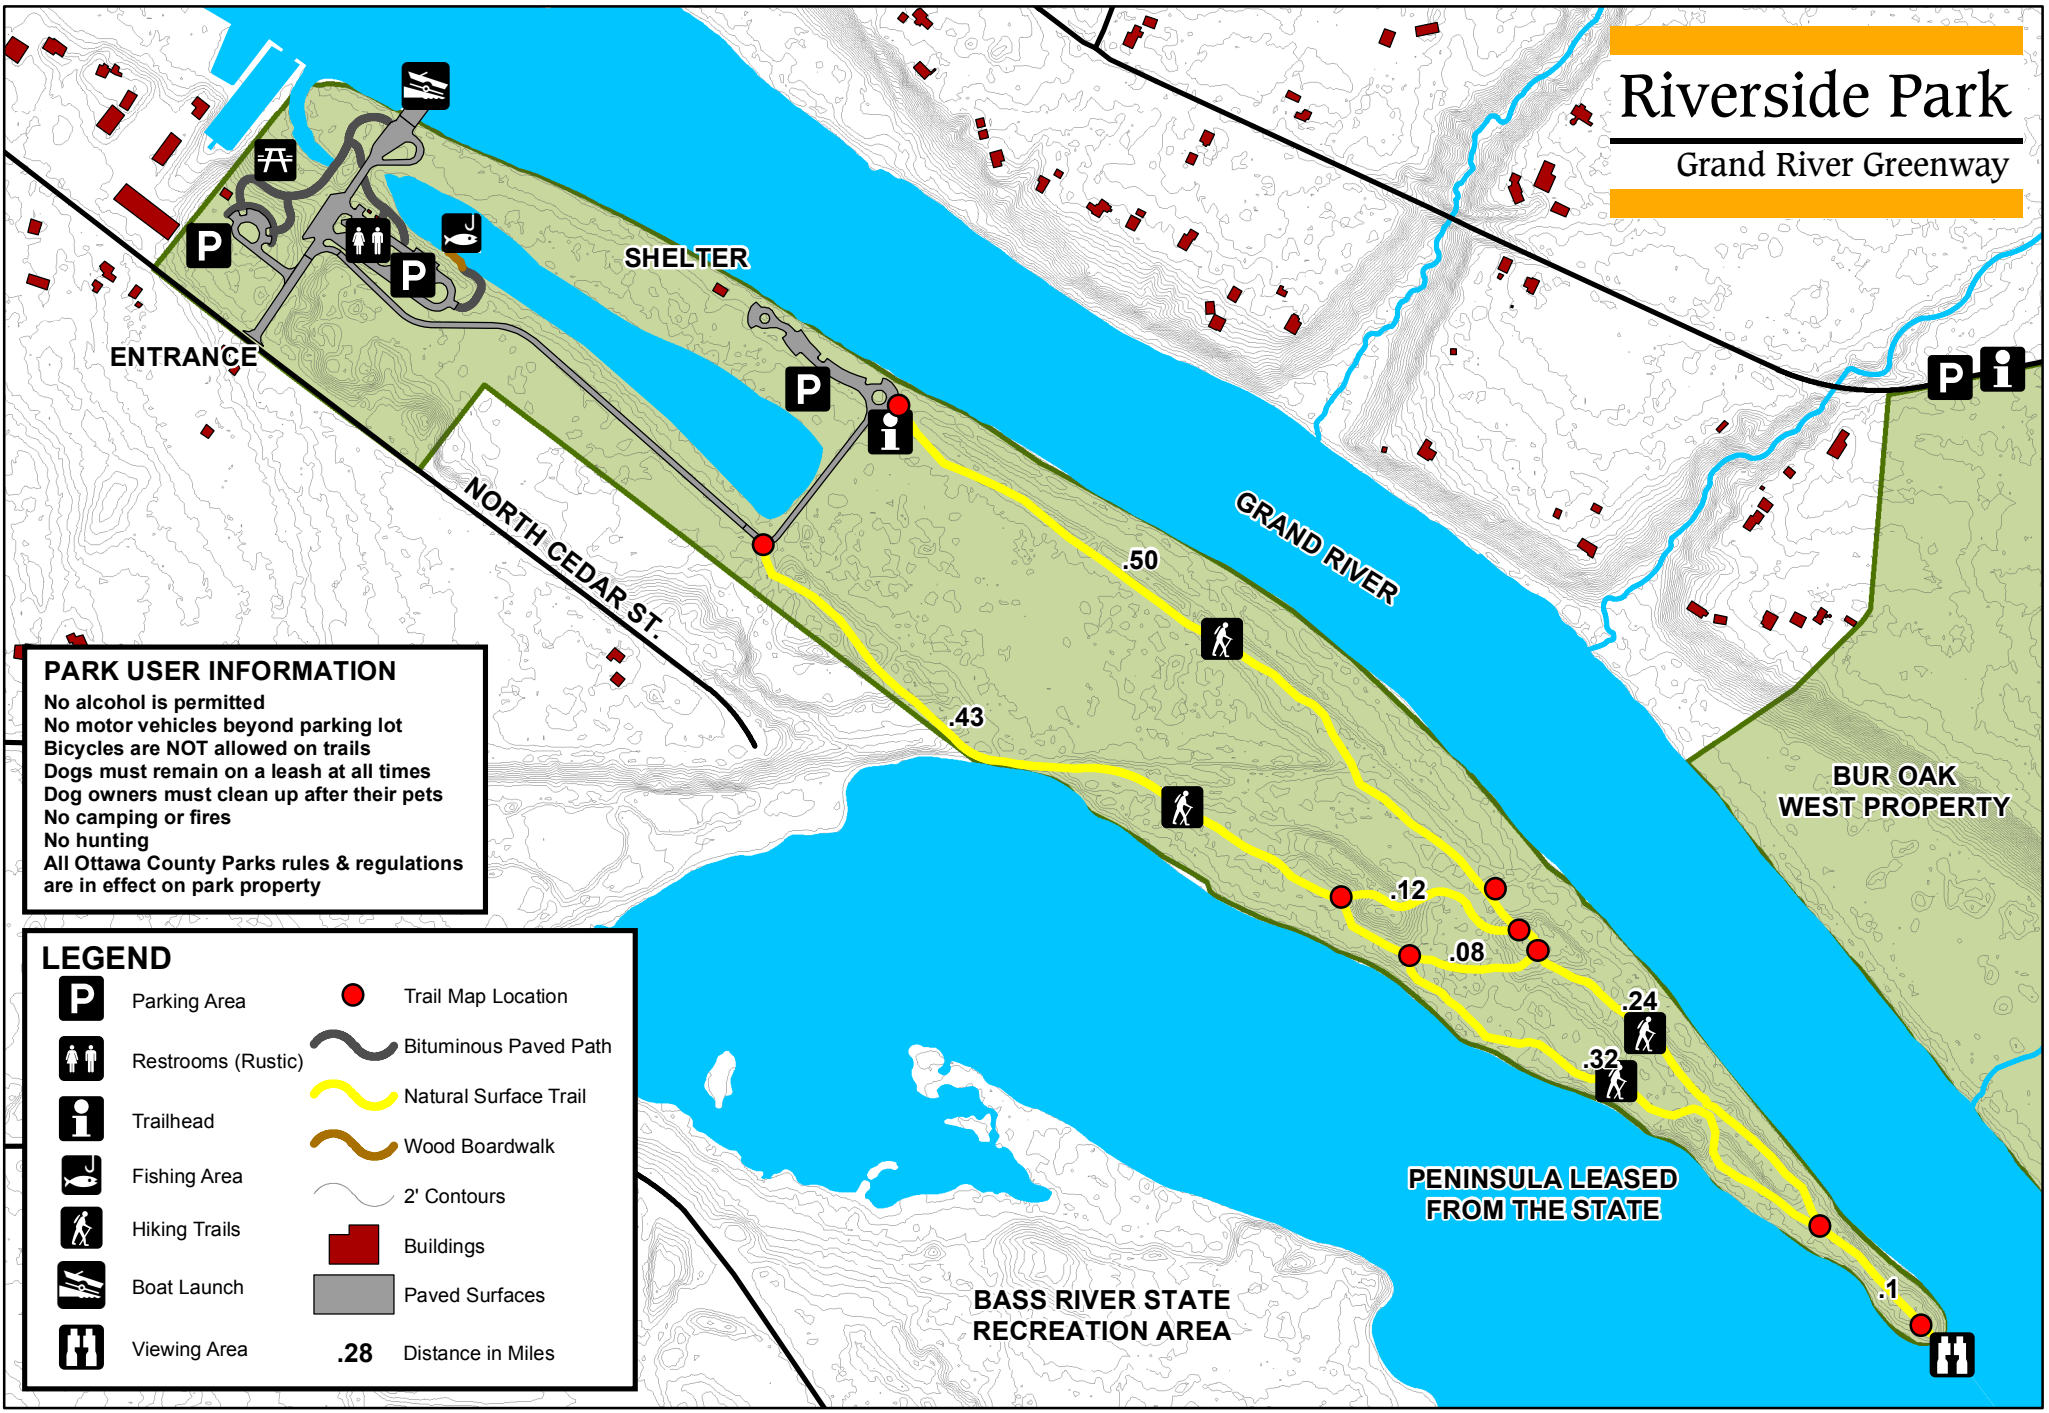 Riverside Park
Grand River Greenway
SHELTER
P
P
ENTRANCE
P
P
NORTH CEDAR ST.
GRAND RIVER
.50
.43
BUR OAK
WEST PROPERTY
.12
.08
.24
.32
PENINSULA LEASED
FROM THE STATE
.1
BASS RIVER STATE
RECREATION AREA
PARK USER INFORMATION
No alcohol is permitted
No motor vehicles beyond parking lot
Bicycles are NOT allowed on trails
Dogs must remain on a leash at all times
Dog owners must clean up after their pets
No camping or fires
No hunting
All Ottawa County Parks rules & regulations
are in effect on park property
LEGEND
P Parking Area
Restrooms (Rustic)
Trailhead
Fishing Area
Hiking Trails
Boat Launch
Viewing Area
Trail Map Location
Bituminous Paved Path
Natural Surface Trail
Wood Boardwalk
2' Contours
Buildings
Paved Surfaces
.28 Distance in Miles